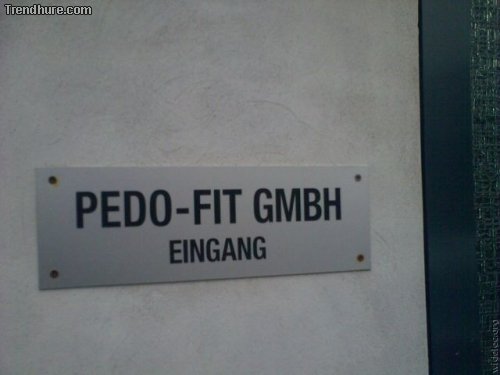 Trendhure.com
PEDO-FIT GMBH
EINGANG